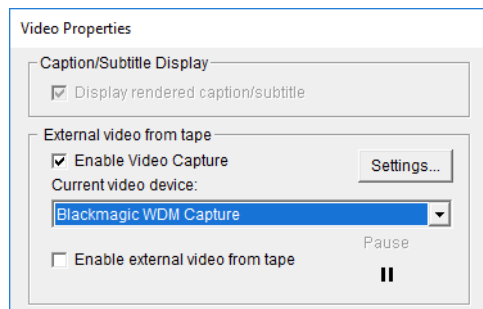 Video Properties
Caption/Subtitle Display
Display rendered caption/subtitle
External video from tape
Enable Video Capture
Settings...
Current video device:
Blackmagic WDM Capture
Pause
Enable external video from tape